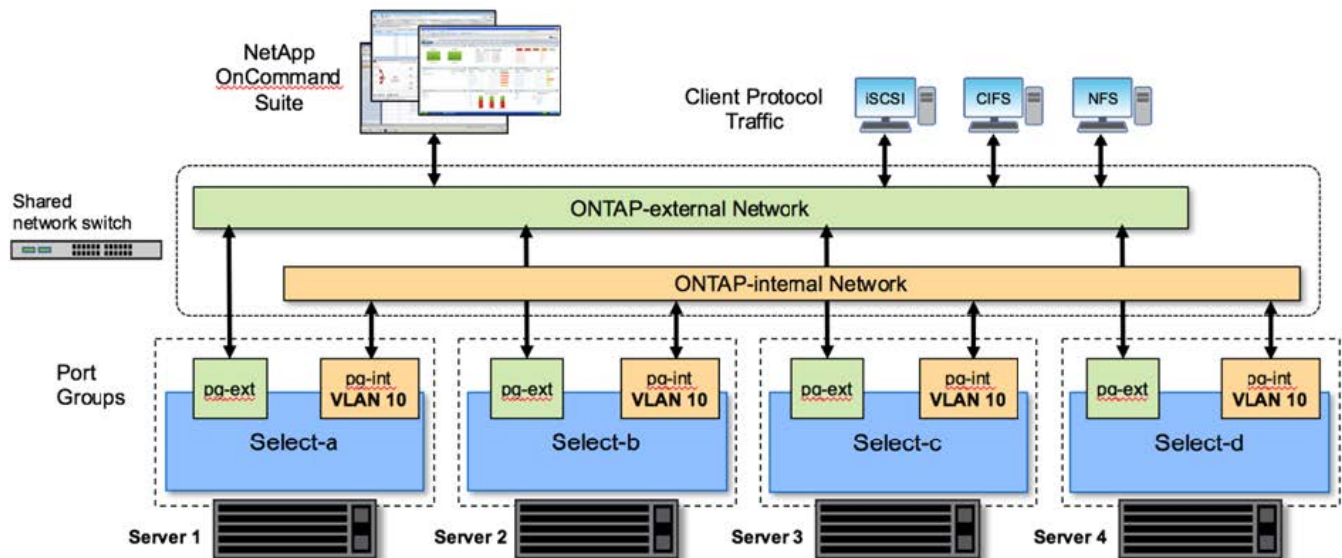 NetApp
OnCommand
Suite
Client Protocol
Traffic
iSCSI
CIFS
NFS
Shared
network switch
ONTAP-external Network
ONTAP-internal Network
Port
Groups
pg-ext
pg-int
VLAN 10
Select-a
pg-ext
pg-int
VLAN 10
Select-b
pg-ext
pg-int
VLAN 10
Select-c
pg-ext
pg-int
VLAN 10
Select-d
Server 1
Server 2
Server 3
Server 4